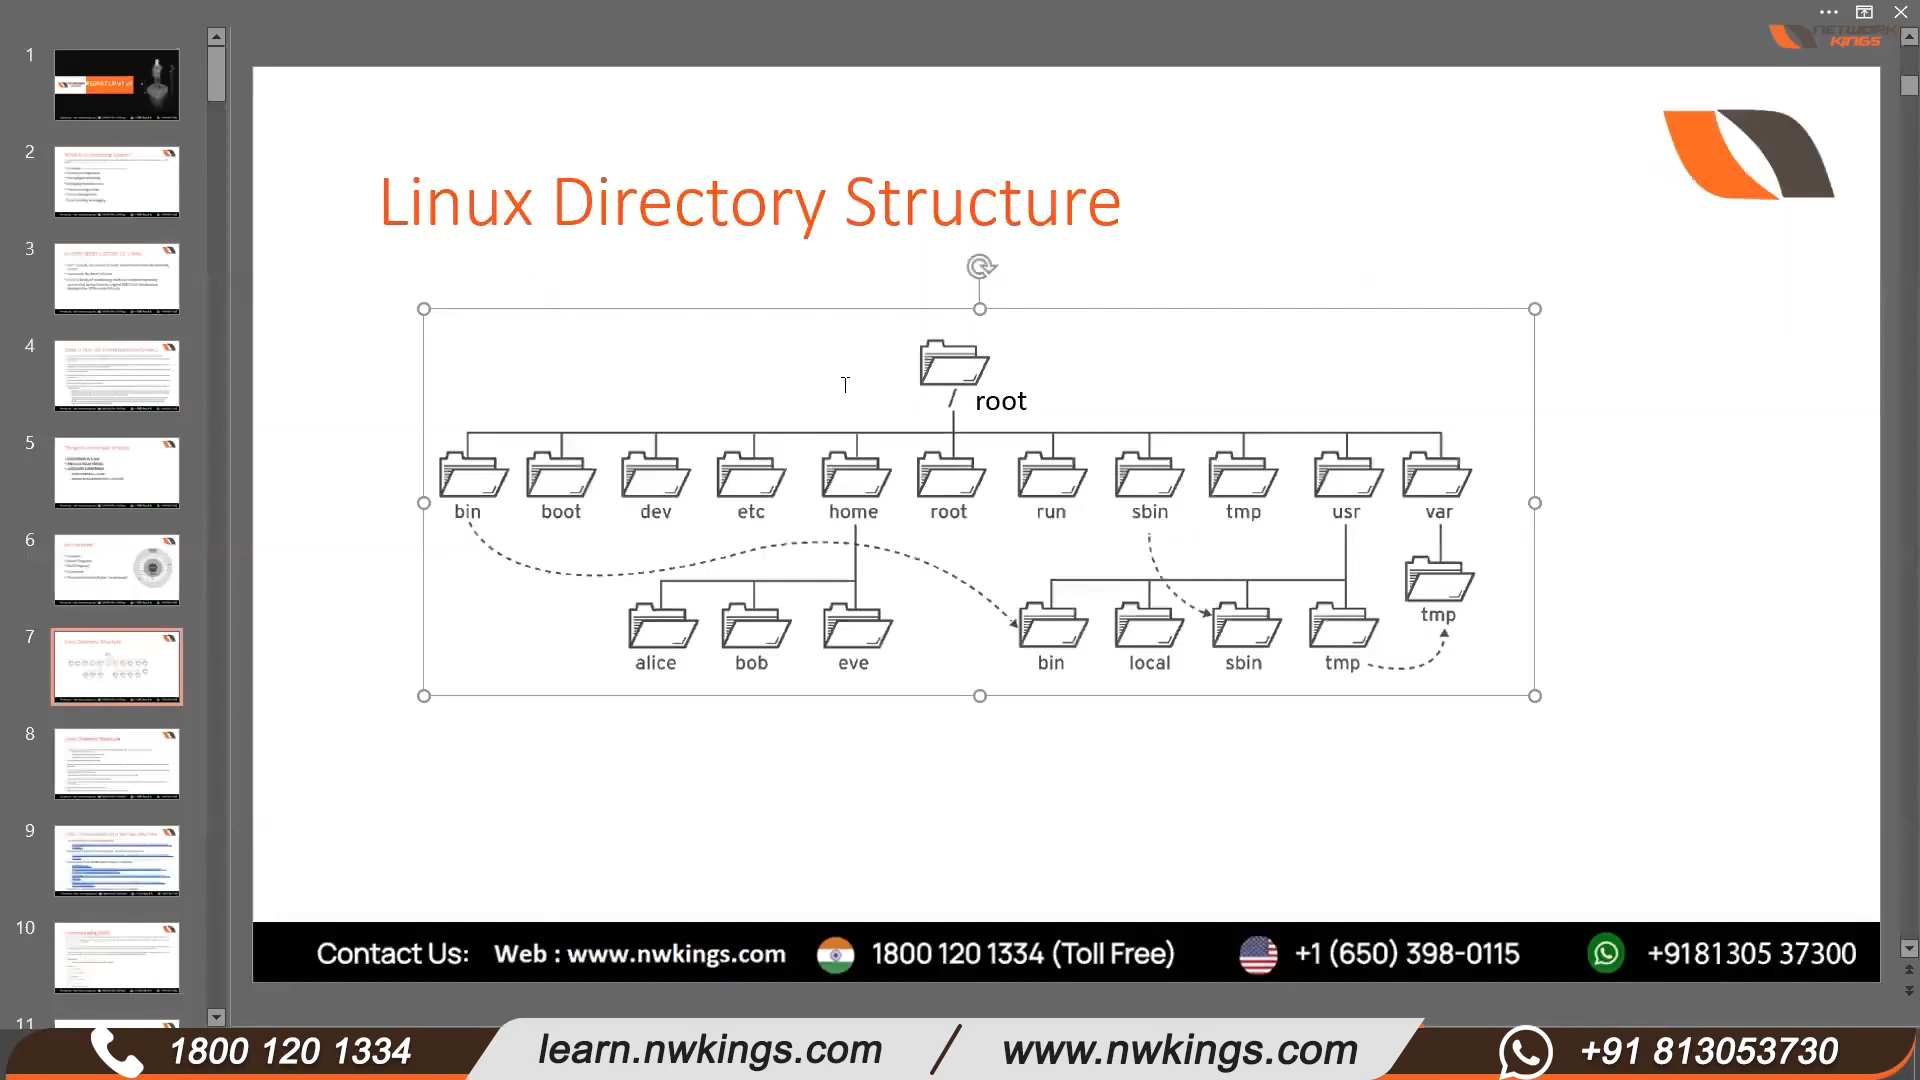 NETWORK
KINGS
1
2
3
4
5
6
7
8
9
10
11
Linux Directory Structure
/ root
bin boot dev etc home root run sbin tmp usr var
tmp
alice bob eve bin local sbin tmp
Contact Us: Web : www.nwkings.com 1800 120 1334 (Toll Free) +1 (650) 398-0115 +9181305 37300
1800 120 1334 learn.nwkings.com / www.nwkings.com +91 813053730